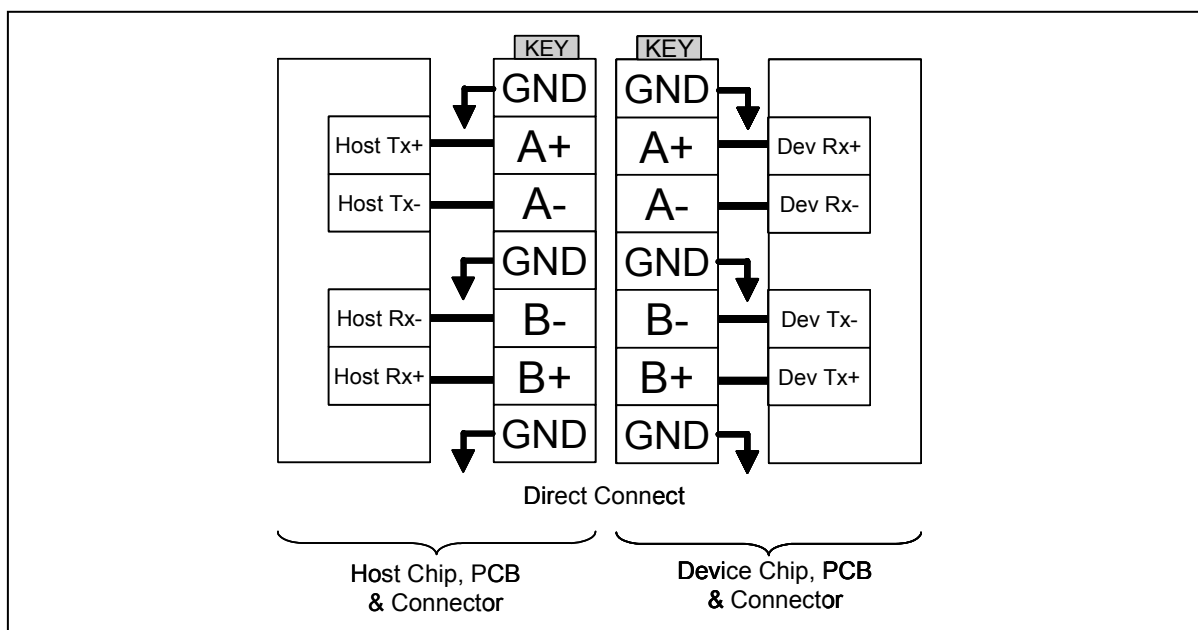 KEY KEY
GND GND
Host Tx+ A+ A+ Dev Rx+
Host Tx- A- A- Dev Rx-
GND GND
Host Rx- B- B- Dev Tx-
Host Rx+ B+ B+ Dev Tx+
GND GND
Direct Connect
Host Chip, PCB
& Connector
Device Chip, PCB
& Connector